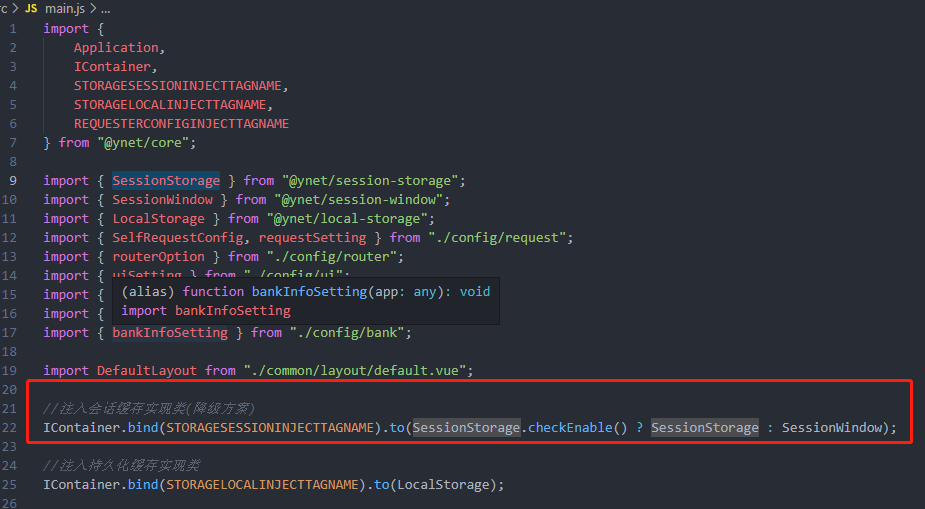 rc > JS main.js > ...
1 import {
2 Application,
3 IContainer,
4 STORAGESESSIONINJECTTAGNAME,
5 STORAGELOCALINJECTTAGNAME,
6 REQUESTERCONFIGINJECTTAGNAME
7 } from "@ynet/core";
8
9 import { SessionStorage } from "@ynet/session-storage";
10 import { SessionWindow } from "@ynet/session-window";
11 import { LocalStorage } from "@ynet/local-storage";
12 import { SelfRequestConfig, requestSetting } from "./config/request";
13 import { routerOption } from "./config/router";
14 import { uiSetting } from "./config/ui";
15 import {
(alias) function bankInfoSetting(app: any): void
16 import {
import bankInfoSetting
17 import { bankInfoSetting } from "./config/bank";
18
19 import DefaultLayout from "./common/layout/default.vue";
20
21 //注入会话缓存实现类(降级方案)
22 IContainer.bind(STORAGESESSIONINJECTTAGNAME).to(SessionStorage.checkEnable() ? SessionStorage : SessionWindow);
23
24 //注入持久化缓存实现类
25 IContainer.bind(STORAGELOCALINJECTTAGNAME).to(LocalStorage);
26